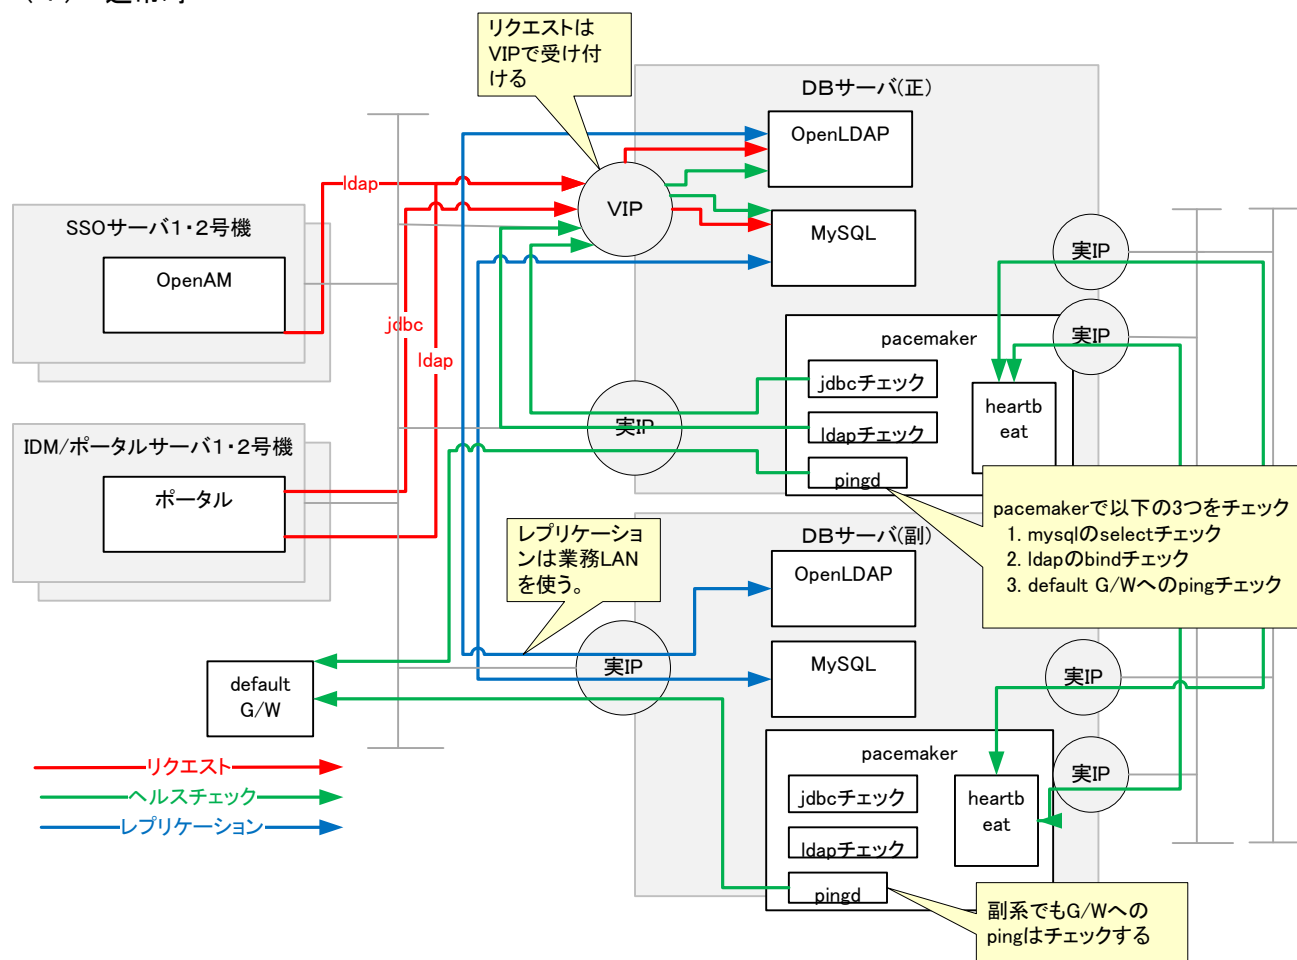 リクエストは
VIPで受け付
ける
DBサーバ(正)
OpenLDAP
ldap
VIP
MySQL
SSOサーバ1・2号機
OpenAM
実IP
jdbc
ldap
実IP
pacemaker
jdbcチェック
heartb
eat
ldapチェック
実IP
pingd
IDM/ポータルサーバ1・2号機
ポータル
pacemakerで以下の3つをチェック
1. mysqlのselectチェック
2. ldapのbindチェック
3. default G/Wへのpingチェック
レプリケーショ
ンは業務LAN
を使う。
DBサーバ(副)
OpenLDAP
MySQL
実IP
実IP
default
G/W
pacemaker
実IP
リクエスト
ヘルスチェック
レプリケーション
jdbcチェック
heartb
eat
ldapチェック
pingd
副系でもG/Wへの
pingはチェックする